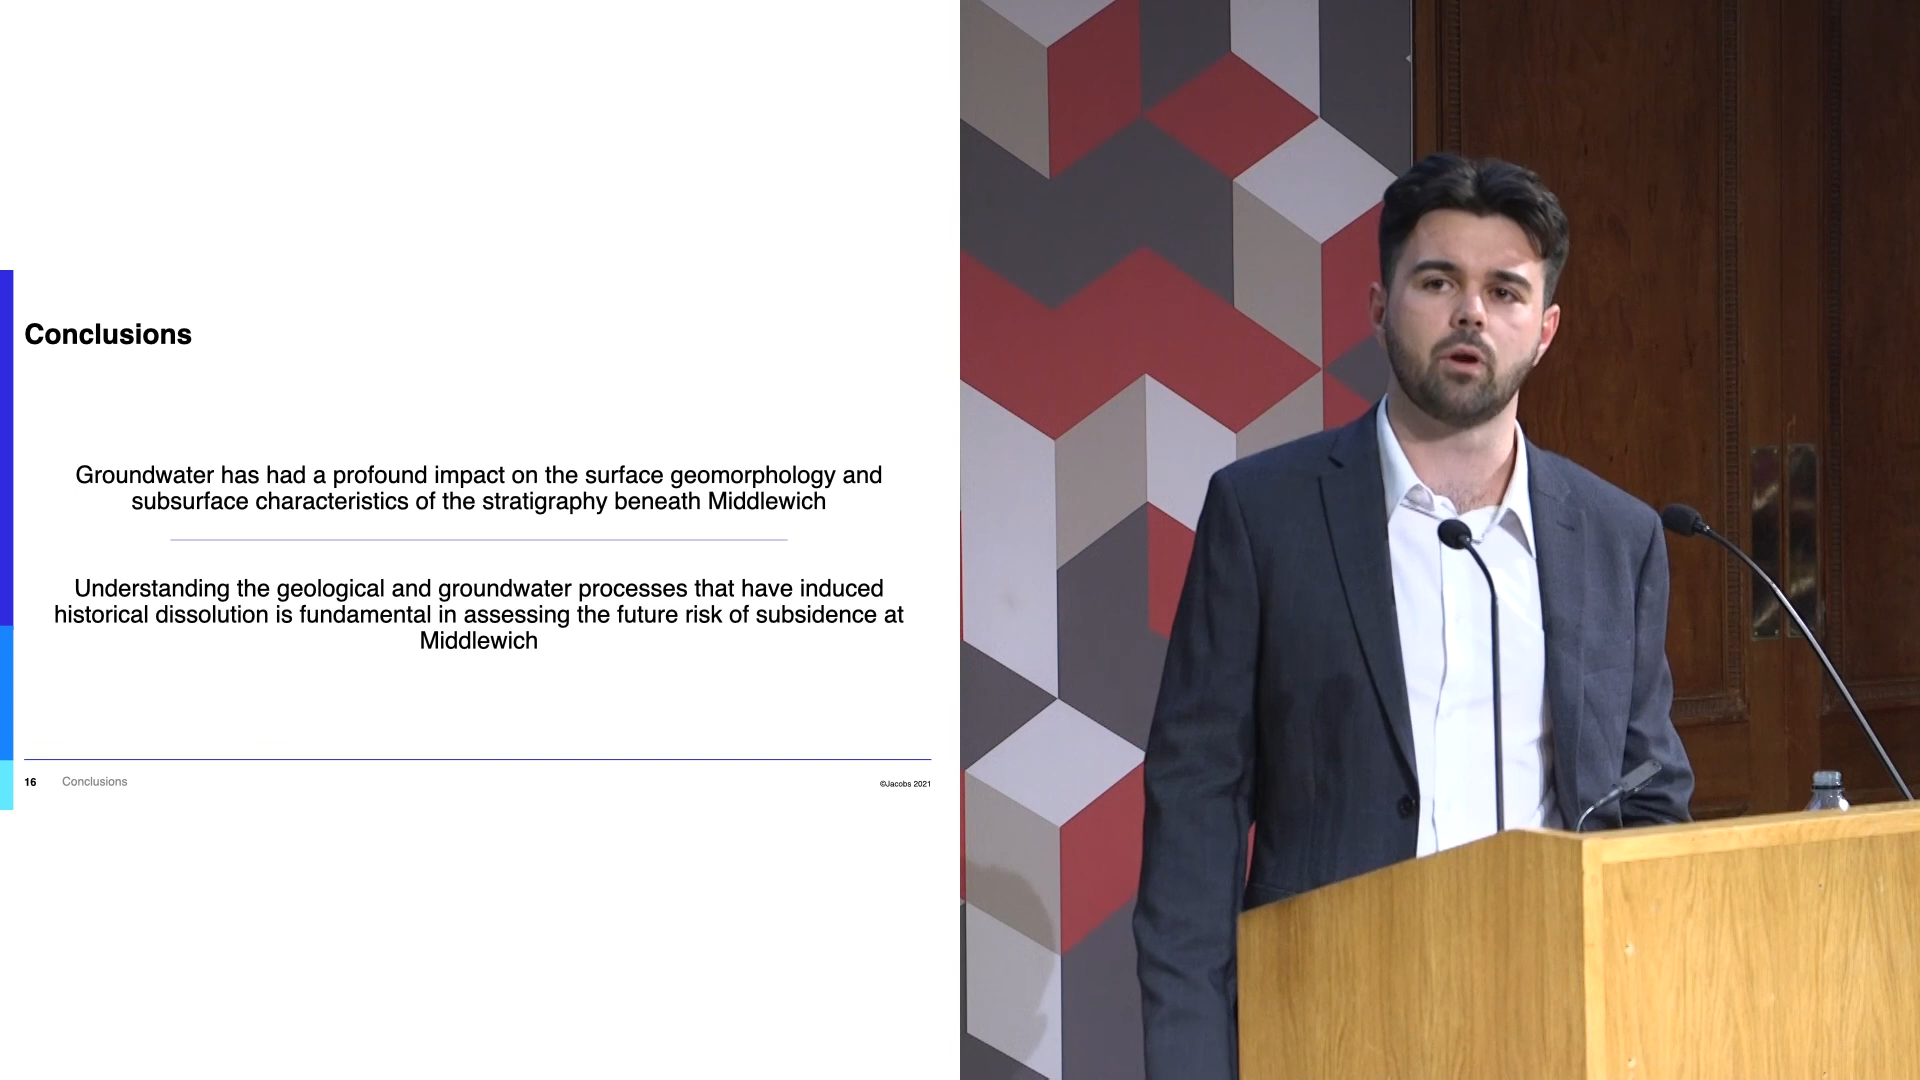 Conclusions
Groundwater has had a profound impact on the surface geomorphology and
subsurface characteristics of the stratigraphy beneath Middlewich
Understanding the geological and groundwater processes that have induced
historical dissolution is fundamental in assessing the future risk of subsidence at
Middlewich
16 Conclusions ©Jacobs 2021